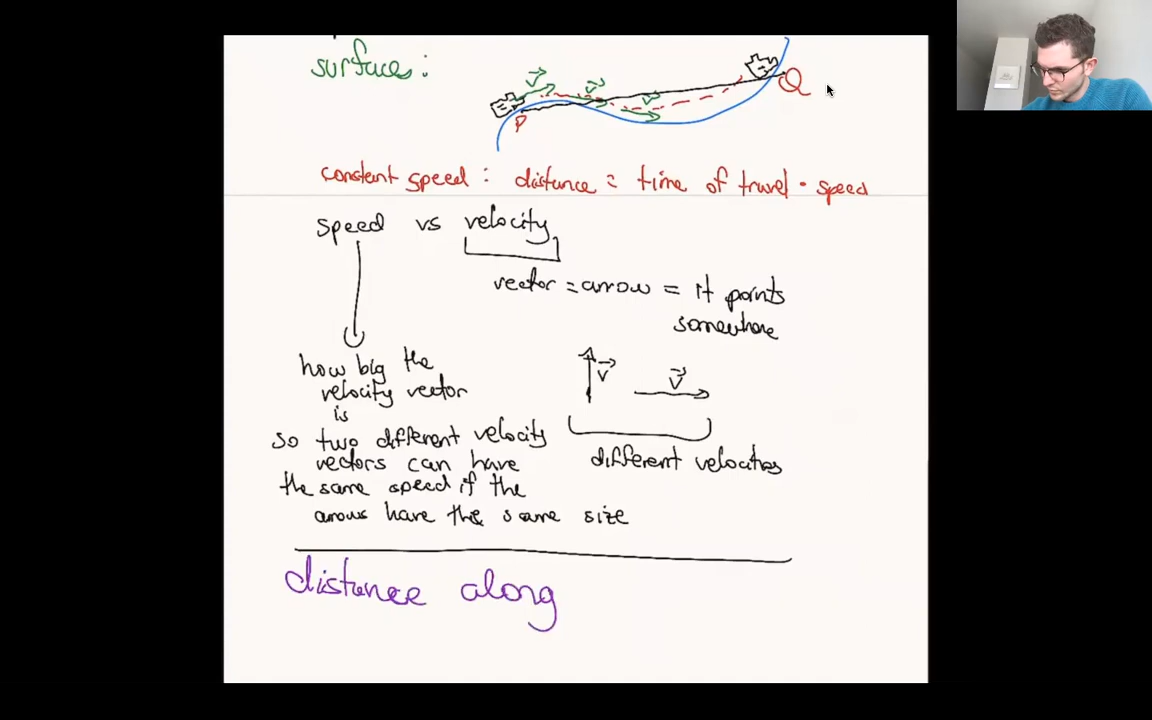 surface:
v v v
P Q
constant speed: distance = time of travel · speed
speed vs velocity
vector = arrow = it points
somewhere
how big the
velocity vector
is
v v
so two different velocity
vectors can have
the same speed if the
arrows have the same size
different velocities
distance along